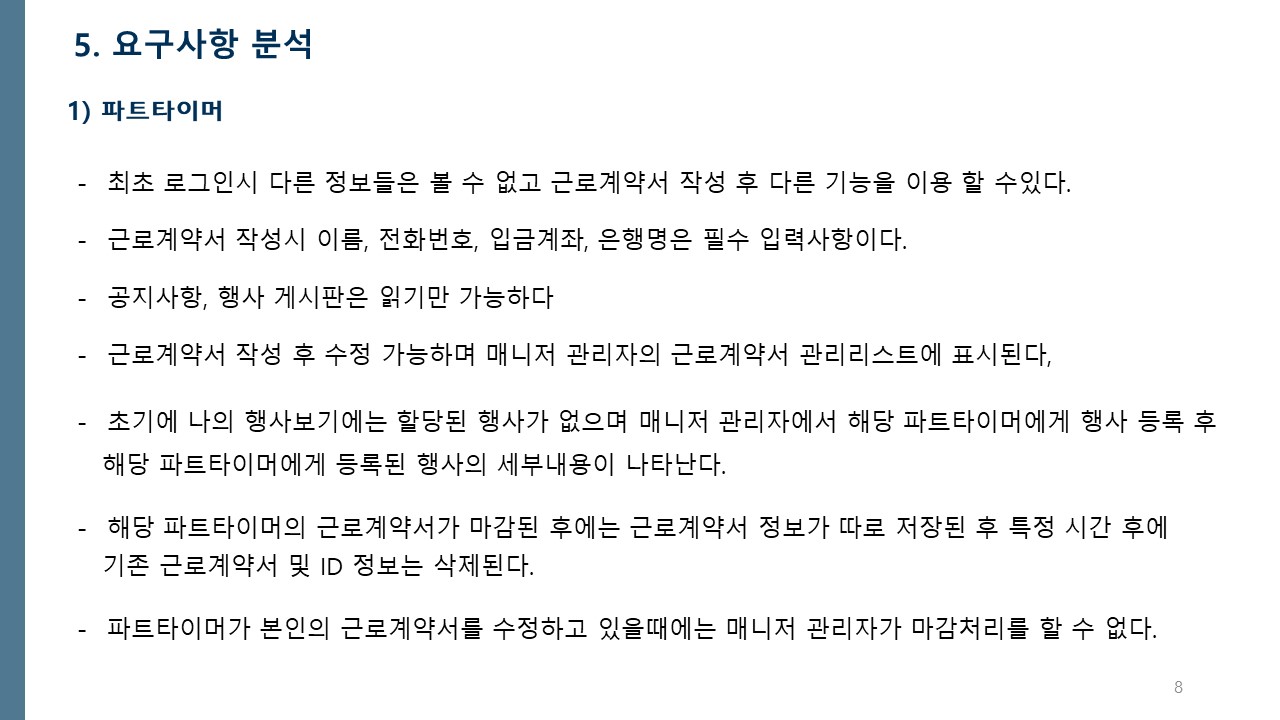 5. 요구사항 분석
1) 파트타이머
- 최초 로그인시 다른 정보들은 볼 수 없고 근로계약서 작성 후 다른 기능을 이용 할 수있다.
- 근로계약서 작성시 이름, 전화번호, 입금계좌, 은행명은 필수 입력사항이다.
- 공지사항, 행사 게시판은 읽기만 가능하다
- 근로계약서 작성 후 수정 가능하며 매니저 관리자의 근로계약서 관리리스트에 표시된다,
- 초기에 나의 행사보기에는 할당된 행사가 없으며 매니저 관리자에서 해당 파트타이머에게 행사 등록 후
해당 파트타이머에게 등록된 행사의 세부내용이 나타난다.
- 해당 파트타이머의 근로계약서가 마감된 후에는 근로계약서 정보가 따로 저장된 후 특정 시간 후에
기존 근로계약서 및 ID 정보는 삭제된다.
- 파트타이머가 본인의 근로계약서를 수정하고 있을때에는 매니저 관리자가 마감처리를 할 수 없다.
8